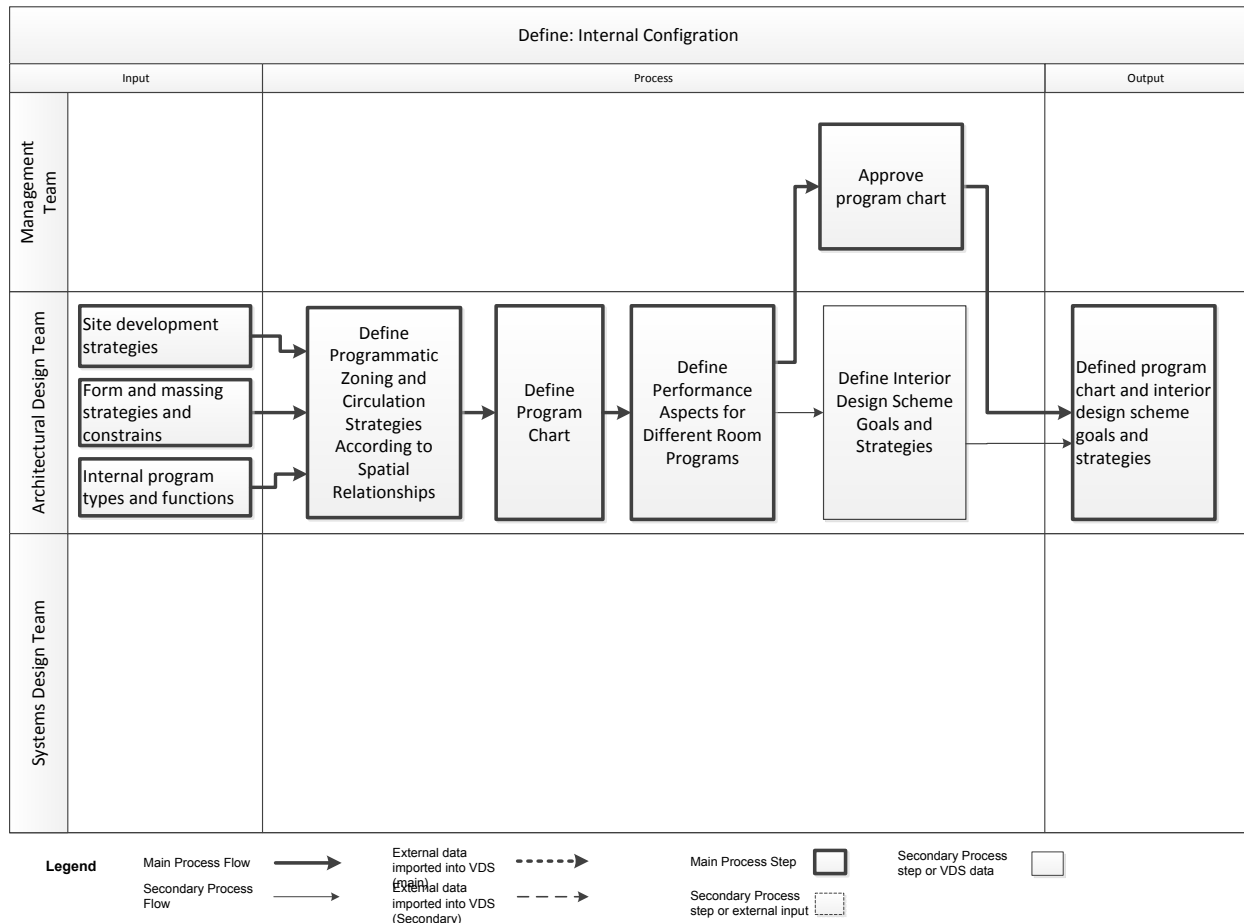 Define: Internal Configration
Input
Process
Output
Management
Team
Approve
program chart
Architectural Design Team
Site development
strategies
Form and massing
strategies and
constrains
Internal program
types and functions
Define
Programmatic
Zoning and
Circulation
Strategies
According to
Spatial
Relationships
Define
Program
Chart
Define
Performance
Aspects for
Different Room
Programs
Define Interior
Design Scheme
Goals and
Strategies
Defined program
chart and interior
design scheme
goals and
strategies
Systems Design Team
Legend
Main Process Flow
Secondary Process
Flow
External data
imported into VDS
(main)
External data
imported into VDS
(Secondary)
Main Process Step
Secondary Process
step or external input
Secondary Process
step or VDS data